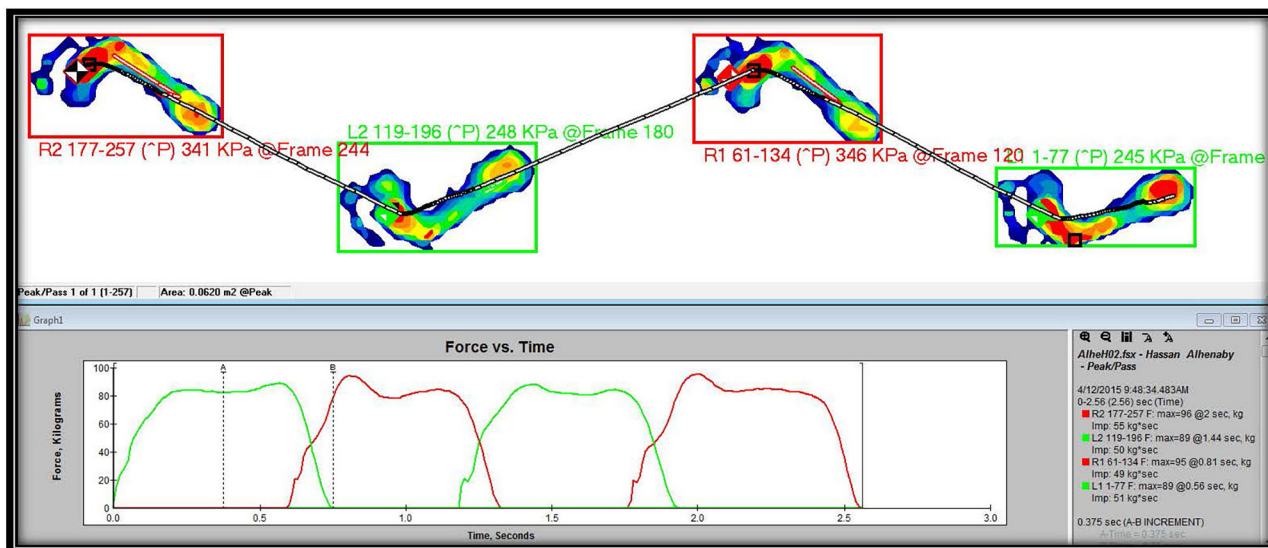 L2 119-196 (^P) 248 KPa @Frame 180
R2 177-257 (^P) 341 KPa @Frame 244
R1 61-134 (^P) 346 KPa @Frame 120
L1 1-77 (^P) 245 KPa @Frame
Peak/Pass 1 of 1 (1-257)
Area: 0.0620 m2 @Peak
Graph1
Force vs. Time
Force, Kilograms
100
80
60
40
20
0
A
B
0.0
0.5
1.0
1.5
2.0
2.5
3.0
Time, Seconds
AlheH02.fsx - Hassan Alhenaby
- Peak/Pass
4/12/2015 9:48:34.483AM
0-2.56 (2.56) sec (Time)
R2 177-257 F: max=96 @2 sec, kg
Imp: 55 kg*sec
L2 119-196 F: max=89 @1.44 sec, kg
Imp: 50 kg*sec
R1 61-134 F: max=95 @0.81 sec, kg
Imp: 49 kg*sec
L1 1-77 F: max=89 @0.56 sec, kg
Imp: 51 kg*sec
0.375 sec (A-B INCREMENT)
A-Time = 0.375 sec